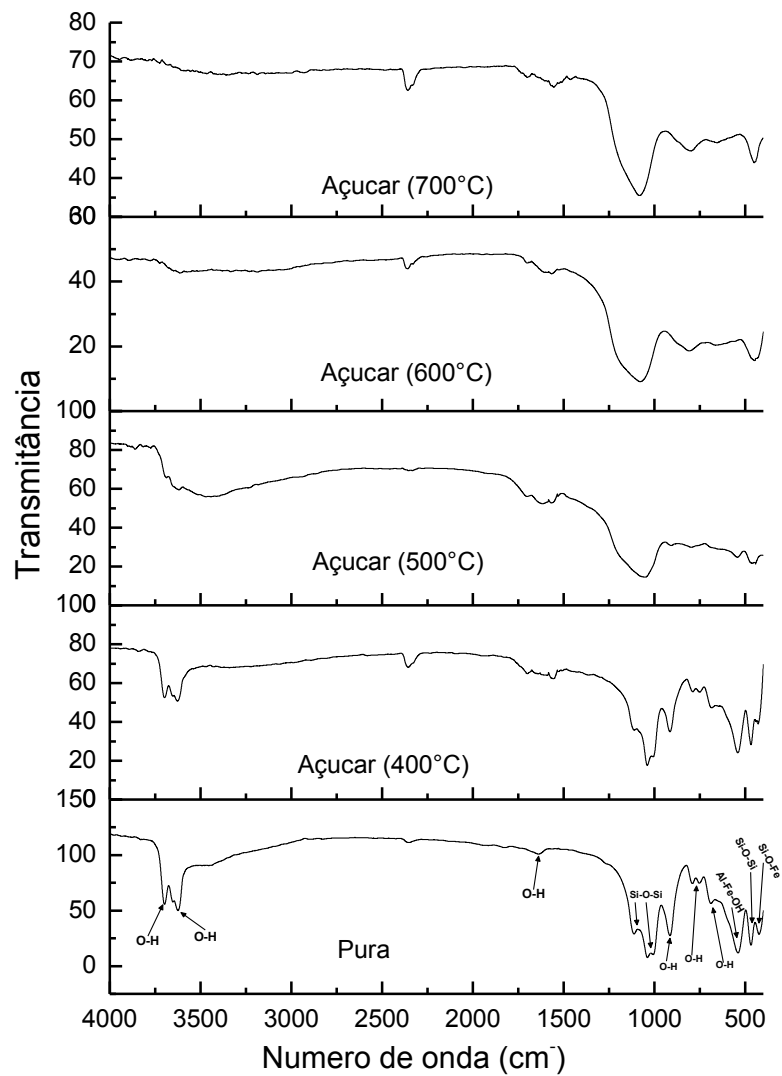 Transmitância
80
70
60
50
40
Açucar (700°C)
60
40
20
Açucar (600°C)
100
80
60
40
20
Açucar (500°C)
100
80
60
40
20
Açucar (400°C)
150
100
50
0
O-H
O-H
O-H
Si-O-Si
O-H
O-H
O-H
Al-Fe-OH
Si-O-Si
Si-O-Fe
Pura
4000 3500 3000 2500 2000 1500 1000 500
Numero de onda (cm⁻)